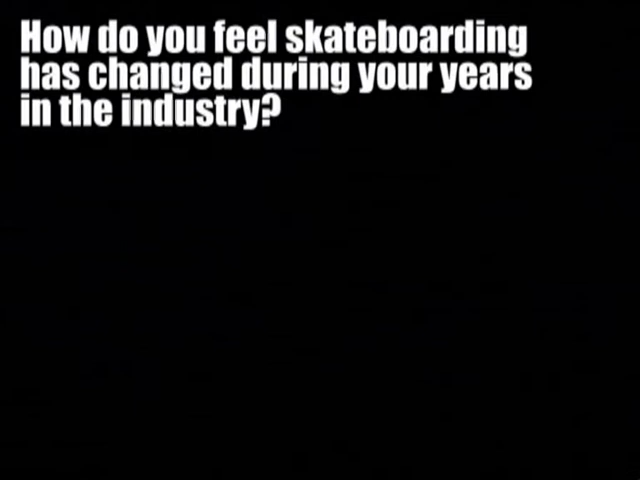 How do you feel skateboarding
has changed during your years
in the industry?